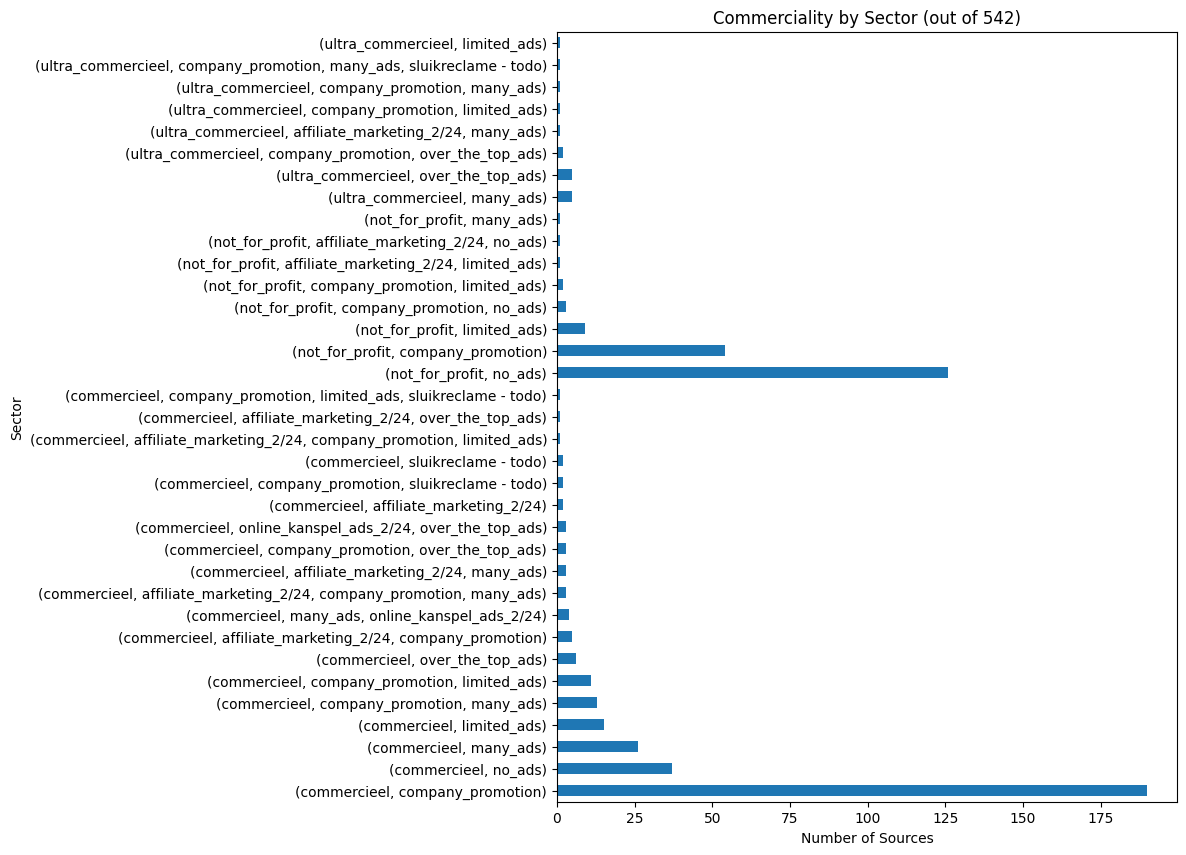 Commerciality by Sector (out of 542)
(ultra_commercieel, limited_ads)
(ultra_commercieel, company_promotion, many_ads, sluikreclame - todo)
(ultra_commercieel, company_promotion, many_ads)
(ultra_commercieel, company_promotion, limited_ads)
(ultra_commercieel, affiliate_marketing_2/24, many_ads)
(ultra_commercieel, company_promotion, over_the_top_ads)
(ultra_commercieel, over_the_top_ads)
(ultra_commercieel, many_ads)
(not_for_profit, many_ads)
(not_for_profit, affiliate_marketing_2/24, no_ads)
(not_for_profit, affiliate_marketing_2/24, limited_ads)
(not_for_profit, company_promotion, limited_ads)
(not_for_profit, company_promotion, no_ads)
(not_for_profit, limited_ads)
(not_for_profit, company_promotion)
(not_for_profit, no_ads)
(commercieel, company_promotion, limited_ads, sluikreclame - todo)
(commercieel, affiliate_marketing_2/24, over_the_top_ads)
(commercieel, affiliate_marketing_2/24, company_promotion, limited_ads)
(commercieel, sluikreclame - todo)
(commercieel, company_promotion, sluikreclame - todo)
(commercieel, affiliate_marketing_2/24)
(commercieel, online_kanspel_ads_2/24, over_the_top_ads)
(commercieel, company_promotion, over_the_top_ads)
(commercieel, affiliate_marketing_2/24, many_ads)
(commercieel, affiliate_marketing_2/24, company_promotion, many_ads)
(commercieel, many_ads, online_kanspel_ads_2/24)
(commercieel, affiliate_marketing_2/24, company_promotion)
(commercieel, over_the_top_ads)
(commercieel, company_promotion, limited_ads)
(commercieel, company_promotion, many_ads)
(commercieel, limited_ads)
(commercieel, many_ads)
(commercieel, no_ads)
(commercieel, company_promotion)
Sector
0 25 50 75 100 125 150 175
Number of Sources